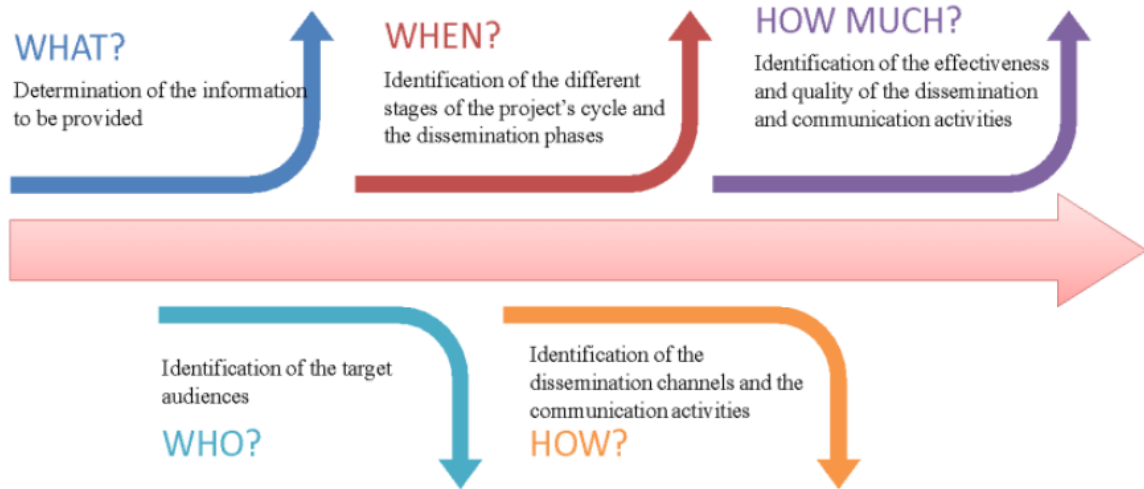 WHAT?
Determination of the information
to be provided
WHEN?
Identification of the different
stages of the project's cycle and
the dissemination phases
HOW MUCH?
Identification of the effectiveness
and quality of the dissemination
and communication activities
Identification of the target
audiences
WHO?
Identification of the
dissemination channels and the
communication activities
HOW?